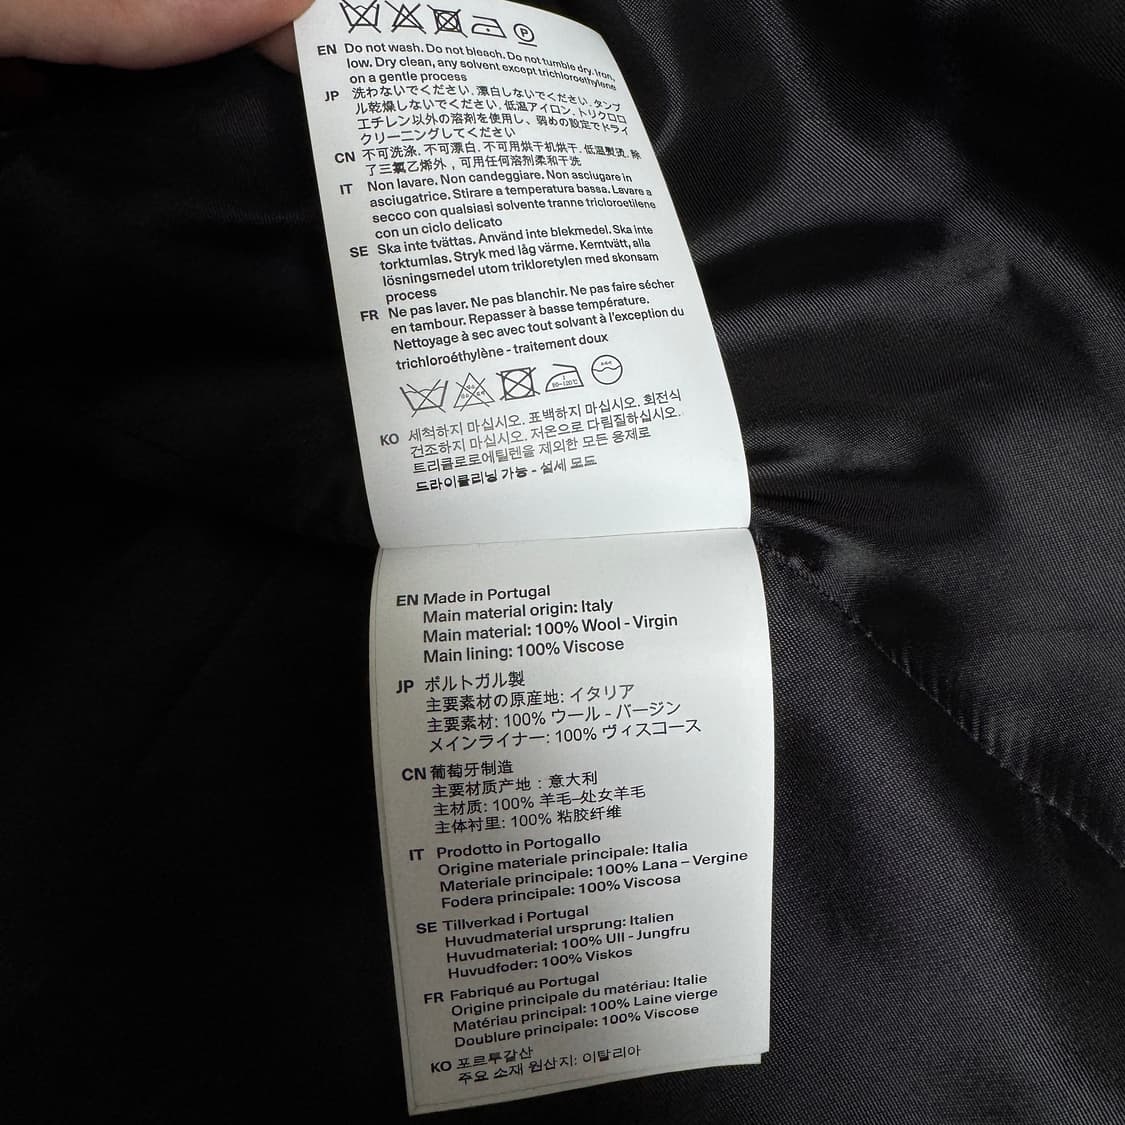 P
EN Do not wash. Do not bleach. Do not tumble dry. Iron,
low. Dry clean, any solvent except trichloroethylene
on a gentle process
JP 洗わないでください. 漂白しないでください. タンブ
ル乾燥しないでください. 低温アイロン. トリクロロ
エチレン以外の溶剤を使用し、弱めの設定でドライ
クリーニングしてください
CN 不可洗涤. 不可漂白. 不可用烘干机烘干. 低温熨烫. 除
了三氯乙烯外，可用任何溶剂柔和干洗
IT Non lavare. Non candeggiare. Non asciugare in
asciugatrice. Stirare a temperatura bassa. Lavare a
secco con qualsiasi solvente tranne tricloroetilene
con un ciclo delicato
SE Ska inte tvättas. Använd inte blekmedel. Ska inte
torktumlas. Stryk med låg värme. Kemtvätt, alla
lösningsmedel utom trikloretylen med skonsam
process
FR Ne pas laver. Ne pas blanchir. Ne pas faire sécher
en tambour. Repasser à basse température.
Nettoyage à sec avec tout solvant à l'exception du
trichloroéthylène - traitement doux
80~120℃
KO 세척하지 마십시오. 표백하지 마십시오. 회전식
건조하지 마십시오. 저온으로 다림질하십시오.
트리클로로에틸렌을 제외한 모든 용제로
드라이클리닝 가능 - 섬세 모드
EN Made in Portugal
Main material origin: Italy
Main material: 100% Wool - Virgin
Main lining: 100% Viscose
JP ポルトガル製
主要素材の原産地: イタリア
主要素材: 100% ウール - バージン
メインライナー: 100% ヴィスコース
CN 葡萄牙制造
主要材质产地：意大利
主材质: 100% 羊毛–处女羊毛
主体衬里: 100% 粘胶纤维
IT Prodotto in Portogallo
Origine materiale principale: Italia
Materiale principale: 100% Lana – Vergine
Fodera principale: 100% Viscosa
SE Tillverkad i Portugal
Huvudmaterial ursprung: Italien
Huvudmaterial: 100% Ull - Jungfru
Huvudfoder: 100% Viskos
FR Fabriqué au Portugal
Origine principale du matériau: Italie
Matériau principal: 100% Laine vierge
Doublure principale: 100% Viscose
KO 포르투갈산
주요 소재 원산지: 이탈리아